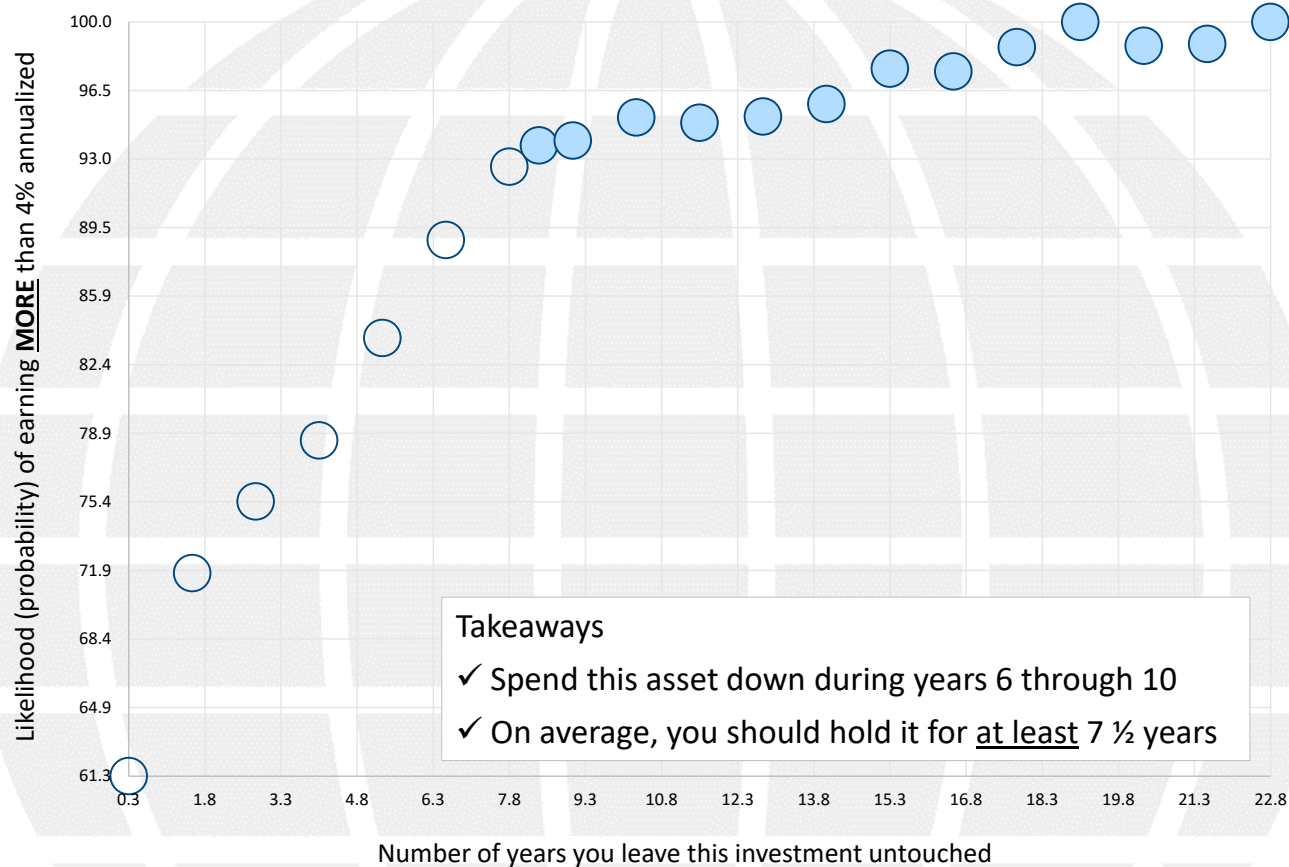 Likelihood (probability) of earning MORE than 4% annualized
100.0
96.5
93.0
89.5
85.9
82.4
78.9
75.4
71.9
68.4
64.9
61.3
Takeaways
✓ Spend this asset down during years 6 through 10
✓ On average, you should hold it for at least 7 ½ years
0.3 1.8 3.3 4.8 6.3 7.8 9.3 10.8 12.3 13.8 15.3 16.8 18.3 19.8 21.3 22.8
Number of years you leave this investment untouched